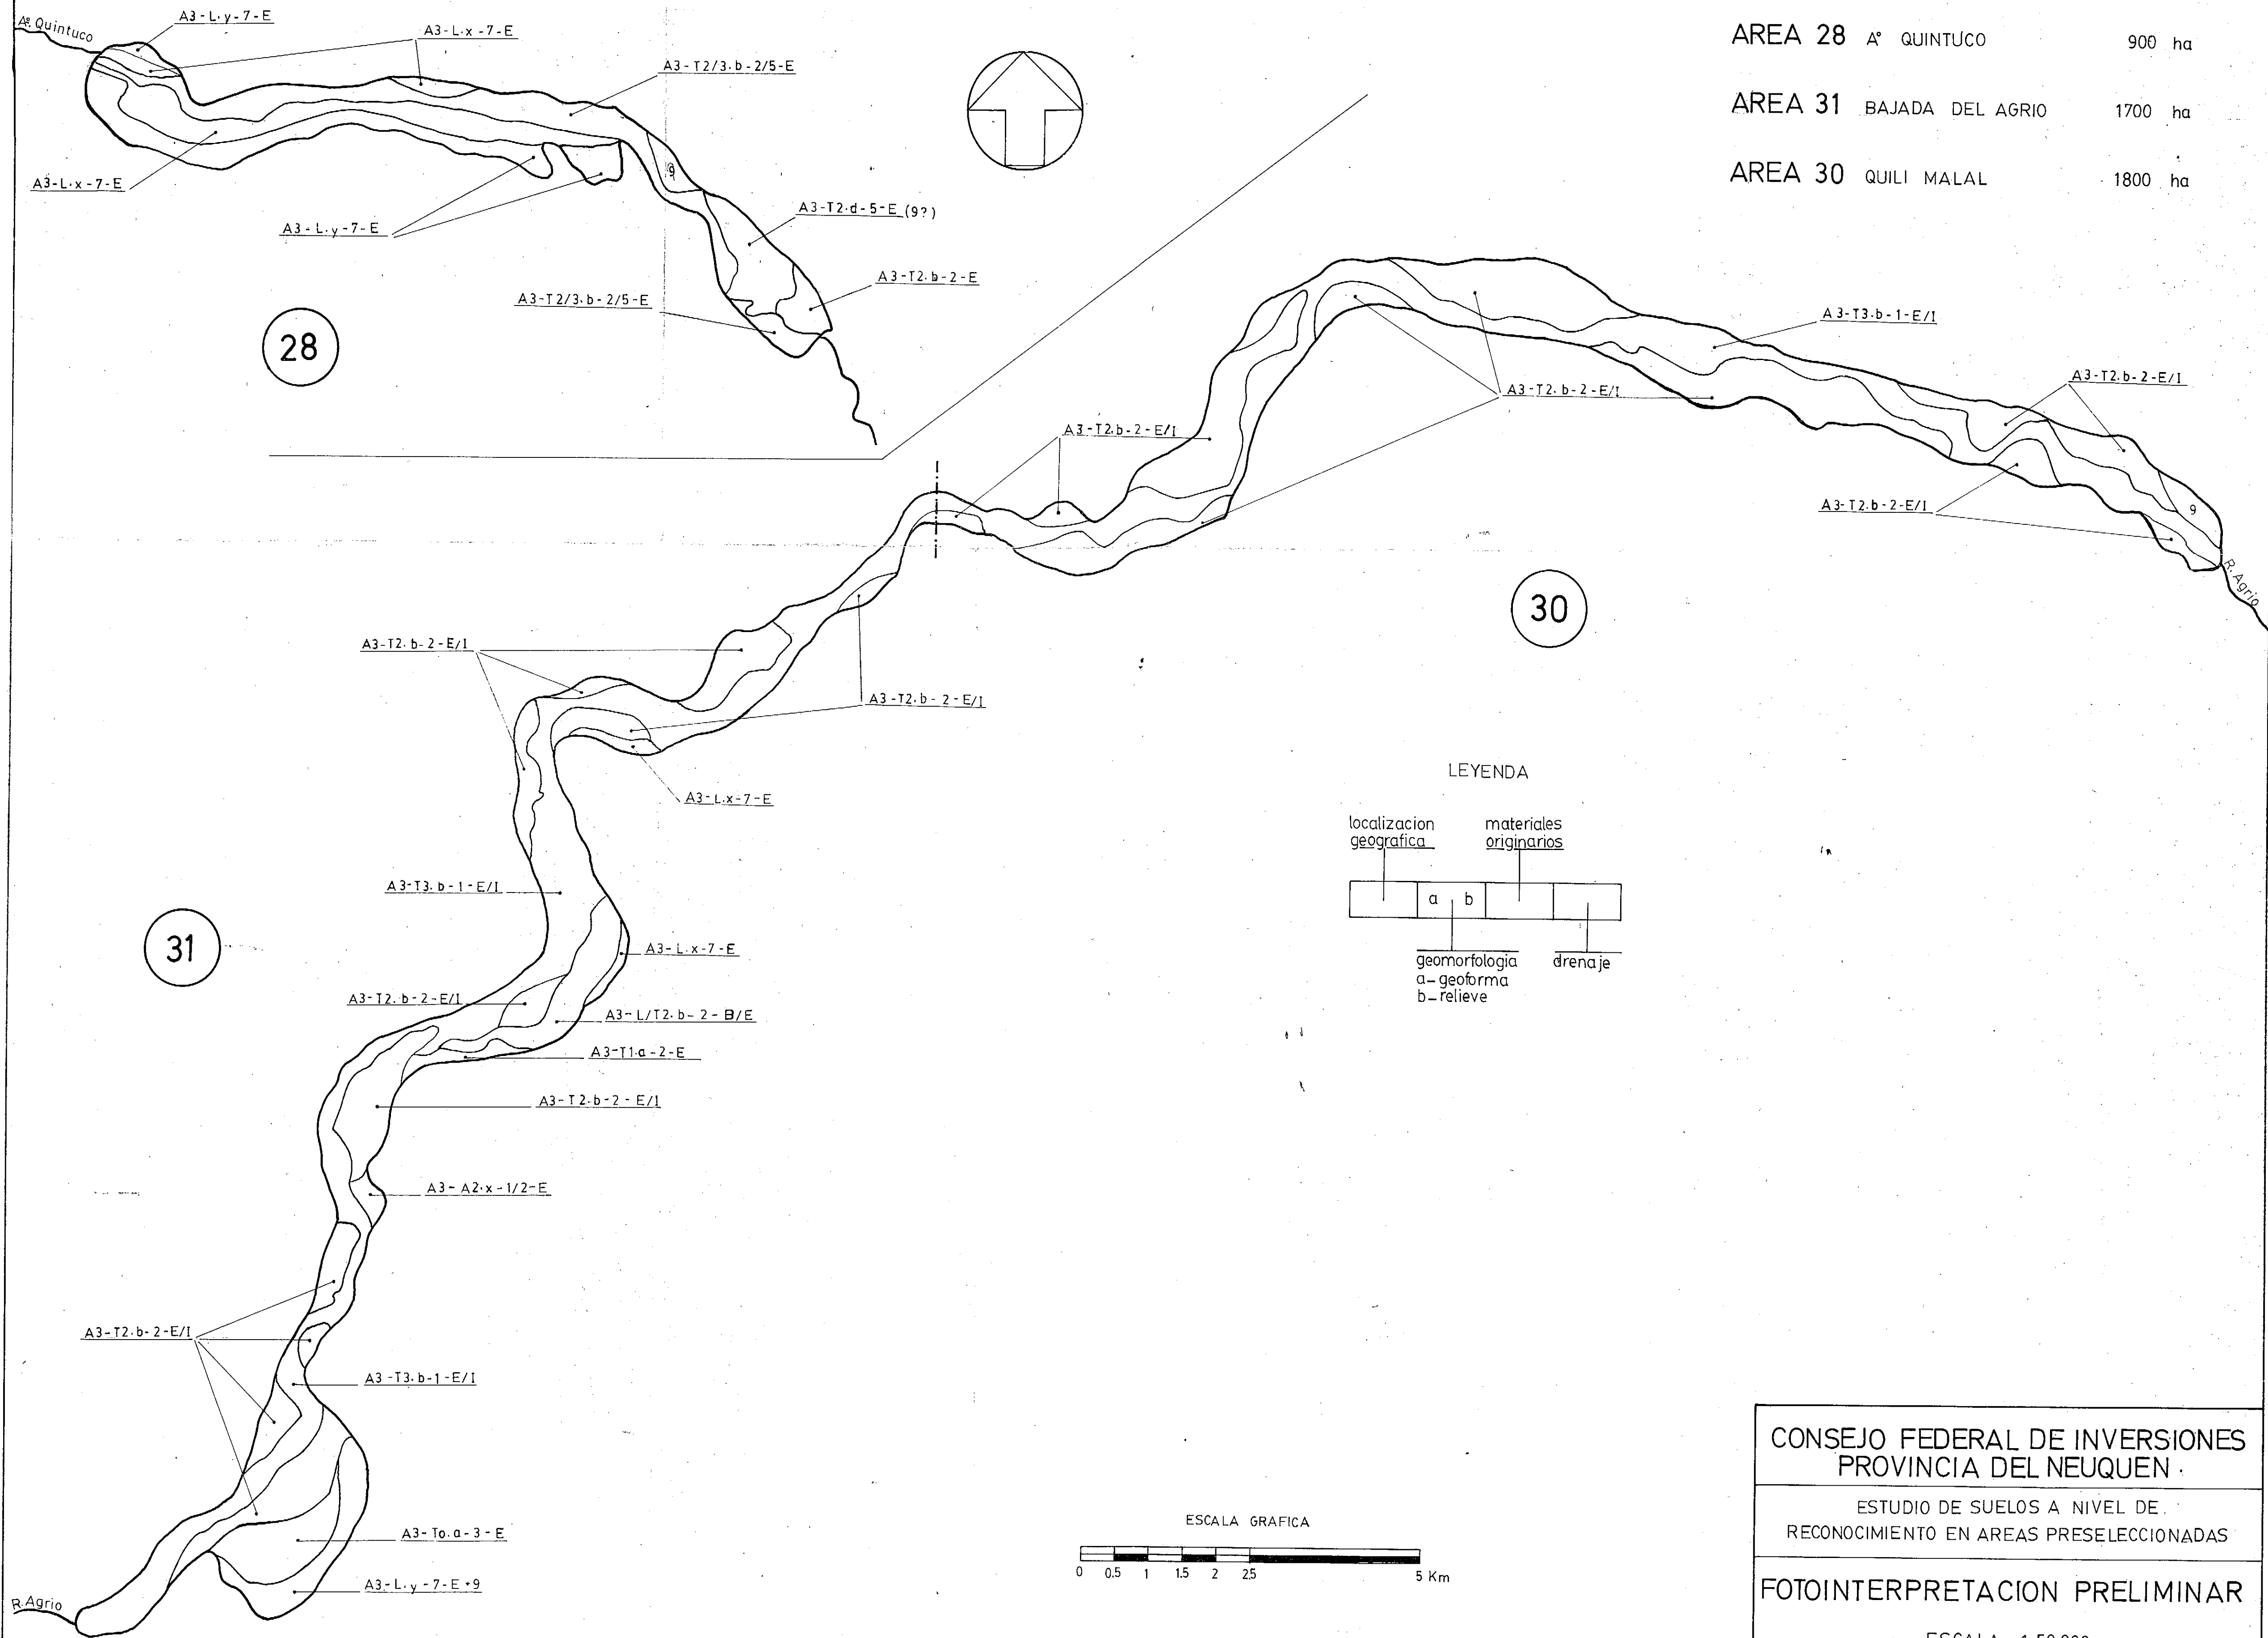 Aº. Quintuco
A3-L.y-7-E
A3-L.x-7-E
A3-T2/3.b-2/5-E
A3-L.x-7-E
A3-L.y-7-E
9
A3-T2.d-5-E (9?)
A3-T2.b-2-E
A3-T2/3.b-2/5-E
28
AREA 28 Aº QUINTUCO 900 ha
AREA 31 BAJADA DEL AGRIO 1700 ha
AREA 30 QUILI MALAL 1800 ha
A3-T3.b-1-E/I
A3-T2.b-2-E/I
A3-T2.b-2-E/I
A3-T2.b-2-E/I
A3-T2.b-2-E/I
9
R. Agrio
30
A3-T2.b-2-E/I
A3-T2.b-2-E/I
A3-L.x-7-E
A3-T3.b-1-E/I
31
A3-L.x-7-E
A3-T2.b-2-E/I
A3-L/T2.b-2-B/E
A3-T1.a-2-E
A3-T2.b-2-E/I
A3-A2.x-1/2-E
A3-T2.b-2-E/I
A3-T3.b-1-E/I
A3-To.a-3-E
A3-L.y-7-E+9
R. Agrio
LEYENDA
localizacion
geografica
materiales
originarios
a b
geomorfologia
a-geoforma
b-relieve
drenaje
ESCALA GRAFICA
0 0.5 1 1.5 2 2.5 5 Km
CONSEJO FEDERAL DE INVERSIONES
PROVINCIA DEL NEUQUEN
ESTUDIO DE SUELOS A NIVEL DE
RECONOCIMIENTO EN AREAS PRESELECCIONADAS
FOTOINTERPRETACION PRELIMINAR